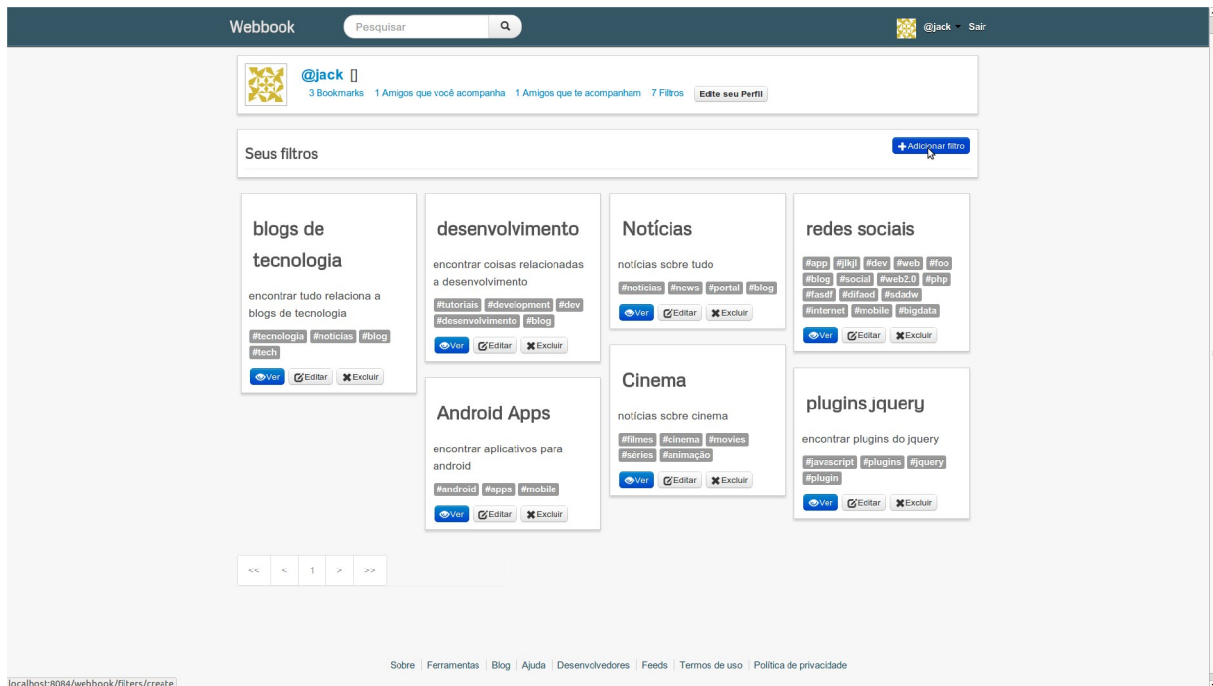 Webbook
Pesquisar
@jack
Sair
@jack []
3 Bookmarks 1 Amigos que você acompanha 1 Amigos que te acompanham 7 Filtros Edite seu Perfil
Seus filtros
Adicionar filtro
blogs de
tecnologia
encontrar tudo relaciona a
blogs de tecnologia
#tecnologia #noticias #blog
#tech
Ver Editar Excluir
desenvolvimento
encontrar coisas relacionadas
a desenvolvimento
#tutoriais #development #dev
#desenvolvimento #blog
Ver Editar Excluir
Android Apps
encontrar aplicativos para
android
#android #apps #mobile
Ver Editar Excluir
Notícias
notícias sobre tudo
#noticias #news #portal #blog
Ver Editar Excluir
Cinema
notícias sobre cinema
#filmes #cinema #movies
#séries #animação
Ver Editar Excluir
redes sociais
#app #jlkjl #dev #web #foo
#blog #social #web2.0 #php
#fasdf #difaod #sdadw
#internet #mobile #bigdata
Ver Editar Excluir
plugins jquery
encontrar plugins do jquery
#javascript #plugins #jquery
#plugin
Ver Editar Excluir
<< < 1 > >>
Sobre Ferramentas Blog Ajuda Desenvolvedores Feeds Termos de uso Política de privacidade
localhost:8084/webbook/filters/create